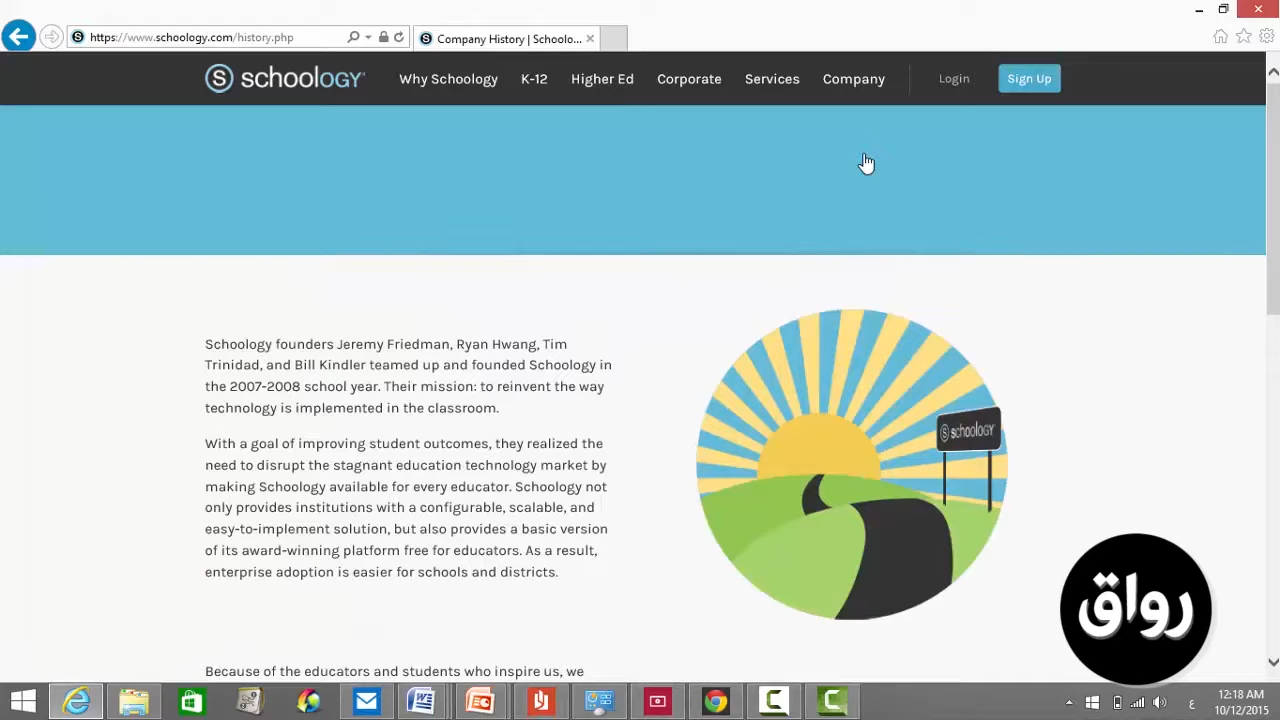 https://www.schoology.com/history.php
Company History | Schoolo...
schoology
Why Schoology
K-12
Higher Ed
Corporate
Services
Company
Login
Sign Up
Schoology founders Jeremy Friedman, Ryan Hwang, Tim
Trinidad, and Bill Kindler teamed up and founded Schoology in
the 2007-2008 school year. Their mission: to reinvent the way
technology is implemented in the classroom.
With a goal of improving student outcomes, they realized the
need to disrupt the stagnant education technology market by
making Schoology available for every educator. Schoology not
only provides institutions with a configurable, scalable, and
easy-to-implement solution, but also provides a basic version
of its award-winning platform free for educators. As a result,
enterprise adoption is easier for schools and districts.
schoology
رواق
Because of the educators and students who inspire us, we
ع
12:18 AM
10/12/2015